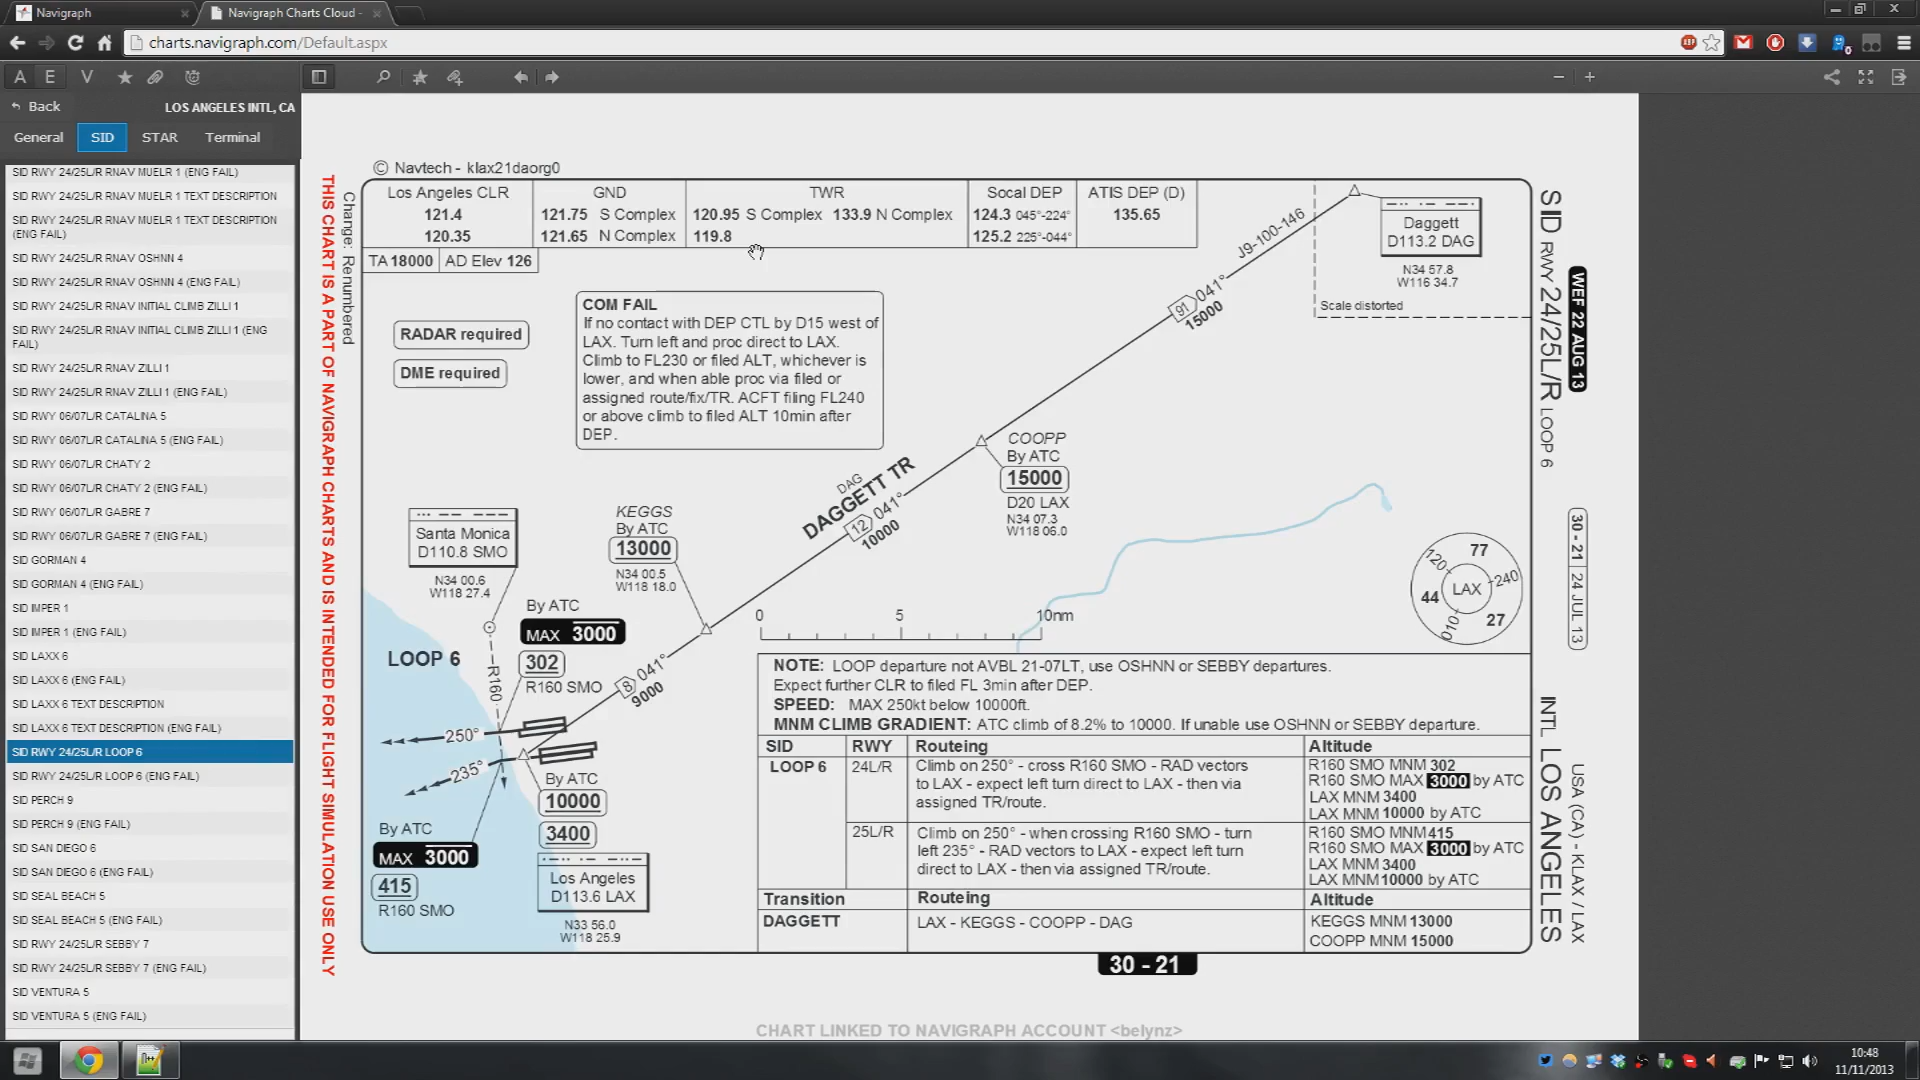 Navigraph
Navigraph Charts Cloud -
charts.navigraph.com/Default.aspx
A E V
Back
LOS ANGELES INTL, CA
General SID STAR Terminal
SID RWY 24/25L/R RNAV MUELR 1 (ENG FAIL)
SID RWY 24/25L/R RNAV MUELR 1 TEXT DESCRIPTION
SID RWY 24/25L/R RNAV MUELR 1 TEXT DESCRIPTION
(ENG FAIL)
SID RWY 24/25L/R RNAV OSHNN 4
SID RWY 24/25L/R RNAV OSHNN 4 (ENG FAIL)
SID RWY 24/25L/R RNAV INITIAL CLIMB ZILLI 1
SID RWY 24/25L/R RNAV INITIAL CLIMB ZILLI 1 (ENG
FAIL)
SID RWY 24/25L/R RNAV ZILLI 1
SID RWY 24/25L/R RNAV ZILLI 1 (ENG FAIL)
SID RWY 06/07L/R CATALINA 5
SID RWY 06/07L/R CATALINA 5 (ENG FAIL)
SID RWY 06/07L/R CHATY 2
SID RWY 06/07L/R CHATY 2 (ENG FAIL)
SID RWY 06/07L/R GABRE 7
SID RWY 06/07L/R GABRE 7 (ENG FAIL)
SID GORMAN 4
SID GORMAN 4 (ENG FAIL)
SID IMPER 1
SID IMPER 1 (ENG FAIL)
SID LAXX 6
SID LAXX 6 (ENG FAIL)
SID LAXX 6 TEXT DESCRIPTION
SID LAXX 6 TEXT DESCRIPTION (ENG FAIL)
SID RWY 24/25L/R LOOP 6
SID RWY 24/25L/R LOOP 6 (ENG FAIL)
SID PERCH 9
SID PERCH 9 (ENG FAIL)
SID SAN DIEGO 6
SID SAN DIEGO 6 (ENG FAIL)
SID SEAL BEACH 5
SID SEAL BEACH 5 (ENG FAIL)
SID RWY 24/25L/R SEBBY 7
SID RWY 24/25L/R SEBBY 7 (ENG FAIL)
SID VENTURA 5
SID VENTURA 5 (ENG FAIL)
THIS CHART IS A PART OF NAVIGRAPH CHARTS AND IS INTENDED FOR FLIGHT SIMULATION USE ONLY
Change: Renumbered
© Navtech - klax21daorg0
Los Angeles CLR
121.4
120.35
GND
121.75 S Complex
121.65 N Complex
TWR
120.95 S Complex 133.9 N Complex
119.8
Socal DEP
124.3 045°-224°
125.2 225°-044°
ATIS DEP (D)
135.65
TA 18000 AD Elev 126
RADAR required
DME required
COM FAIL
If no contact with DEP CTL by D15 west of
LAX. Turn left and proc direct to LAX.
Climb to FL230 or filed ALT, whichever is
lower, and when able proc via filed or
assigned route/fix/TR. ACFT filing FL240
or above climb to filed ALT 10min after
DEP.
J9-100-146
Daggett
D113.2 DAG
N34 57.8
W116 34.7
Scale distorted
91 041°
15000
COOPP
By ATC
15000
D20 LAX
N34 07.3
W118 06.0
DAG
DAGGETT TR
12 041°
10000
KEGGS
By ATC
13000
N34 00.5
W118 18.0
Santa Monica
D110.8 SMO
N34 00.6
W118 27.4
By ATC
MAX 3000
302
R160 SMO
LOOP 6
R160
8 041°
9000
250°
235°
By ATC
10000
3400
Los Angeles
D113.6 LAX
N33 56.0
W118 25.9
By ATC
MAX 3000
415
R160 SMO
0 5 10nm
LAX
77
44
27
120
240
010
NOTE: LOOP departure not AVBL 21-07LT, use OSHNN or SEBBY departures.
Expect further CLR to filed FL 3min after DEP.
SPEED: MAX 250kt below 10000ft.
MNM CLIMB GRADIENT: ATC climb of 8.2% to 10000. If unable use OSHNN or SEBBY departure.
SID RWY Routeing Altitude
LOOP 6 24L/R
Climb on 250° - cross R160 SMO - RAD vectors
to LAX - expect left turn direct to LAX - then via
assigned TR/route.
R160 SMO MNM 302
R160 SMO MAX 3000 by ATC
LAX MNM 3400
LAX MNM 10000 by ATC
25L/R
Climb on 250° - when crossing R160 SMO - turn
left 235° - RAD vectors to LAX - expect left turn
direct to LAX - then via assigned TR/route.
R160 SMO MNM 415
R160 SMO MAX 3000 by ATC
LAX MNM 3400
LAX MNM 10000 by ATC
Transition Routeing Altitude
DAGGETT LAX - KEGGS - COOPP - DAG
KEGGS MNM 13000
COOPP MNM 15000
30 - 21
SID RWY 24/25L/R LOOP 6
WEF 22 AUG 13
30 - 21 24 JUL 13
INTL LOS ANGELES
USA (CA) - KLAX / LAX
CHART LINKED TO NAVIGRAPH ACCOUNT <belynz>
10:48
11/11/2013